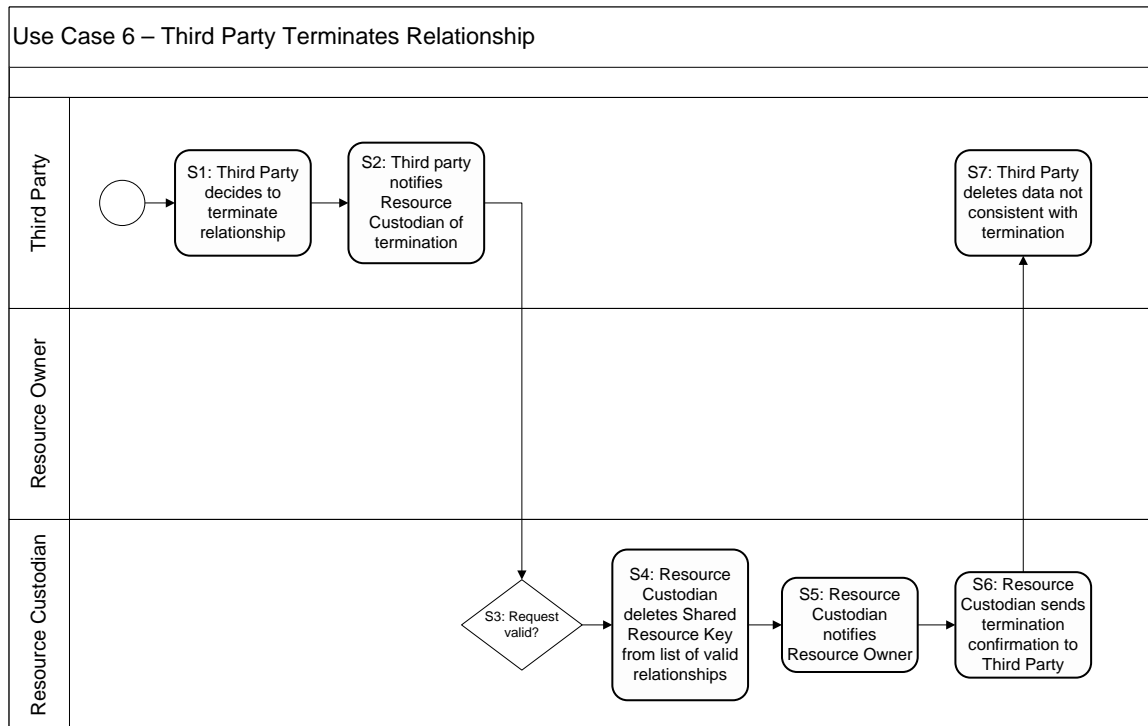 Use Case 6 – Third Party Terminates Relationship
Third Party
S1: Third Party
decides to
terminate
relationship
S2: Third party
notifies
Resource
Custodian of
termination
S7: Third Party
deletes data not
consistent with
termination
Resource Owner
Resource Custodian
S3: Request
valid?
S4: Resource
Custodian
deletes Shared
Resource Key
from list of valid
relationships
S5: Resource
Custodian
notifies
Resource Owner
S6: Resource
Custodian sends
termination
confirmation to
Third Party